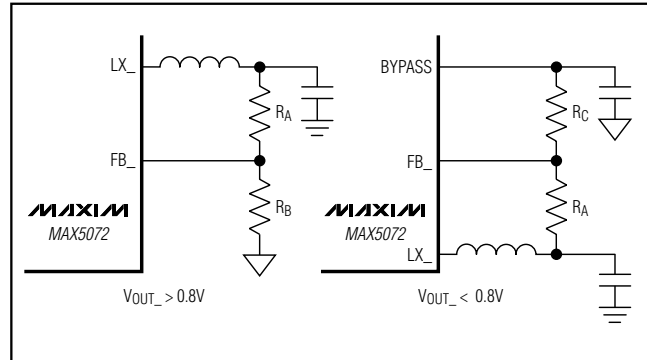 LX_
RA
FB_
RB
MAXIM
MAX5072
VOUT_ > 0.8V
BYPASS
RC
FB_
RA
MAXIM
MAX5072
LX_
VOUT_ < 0.8V